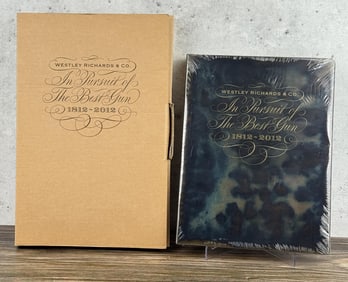 WESTLEY RICHARDS & CO.
In Pursuit of
The Best Gun
1812~2012
WESTLEY RICHARDS & CO.
In Pursuit of
The Best Gun
1812~2012